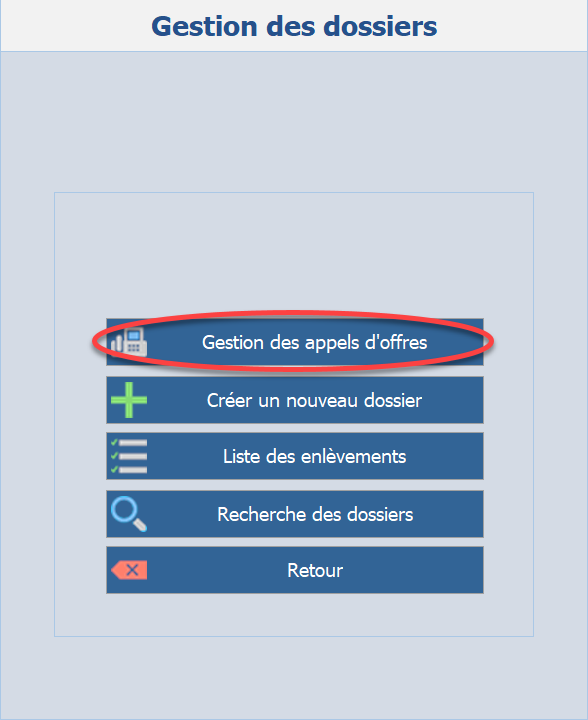 Gestion des dossiers
Gestion des appels d'offres
Créer un nouveau dossier
Liste des enlèvements
Recherche des dossiers
Retour